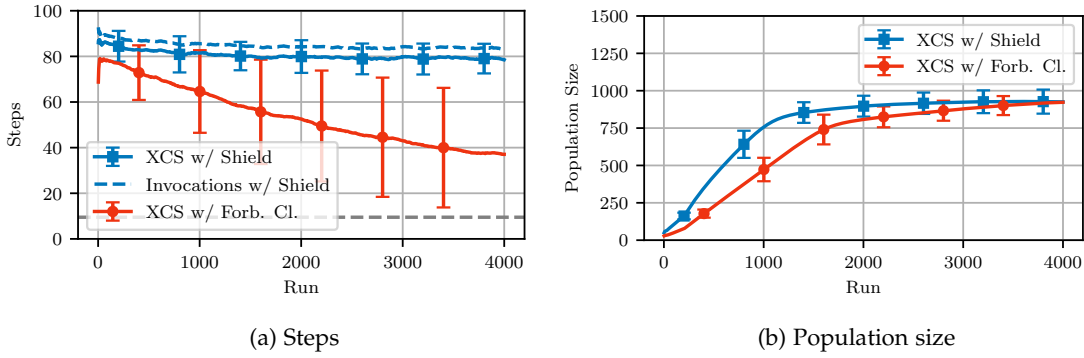 100
80
60
40
20
0
Steps
0 1000 2000 3000 4000
Run
XCS w/ Shield
Invocations w/ Shield
XCS w/ Forb. Cl.
(a) Steps
1500
1250
1000
750
500
250
0
Population Size
0 1000 2000 3000 4000
Run
XCS w/ Shield
XCS w/ Forb. Cl.
(b) Population size